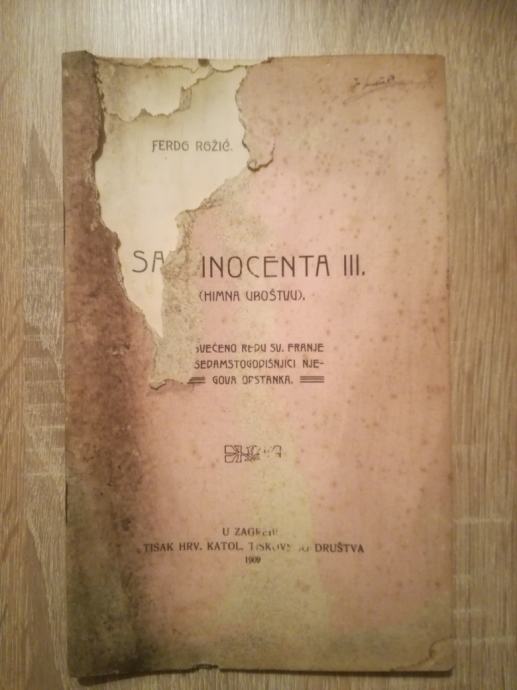 FERDO ROŽIĆ.
SA INOCENTA III.
(HIMNA UBOŠTVU).
SVEĆENO REDU SV. FRANJE
SEDAMSTOGODIŠNJICI NJE-
GOVA OPSTANKA.
U ZAGREBU
TISAK HRV. KATOL. TISKOVNOG DRUŠTVA
1909